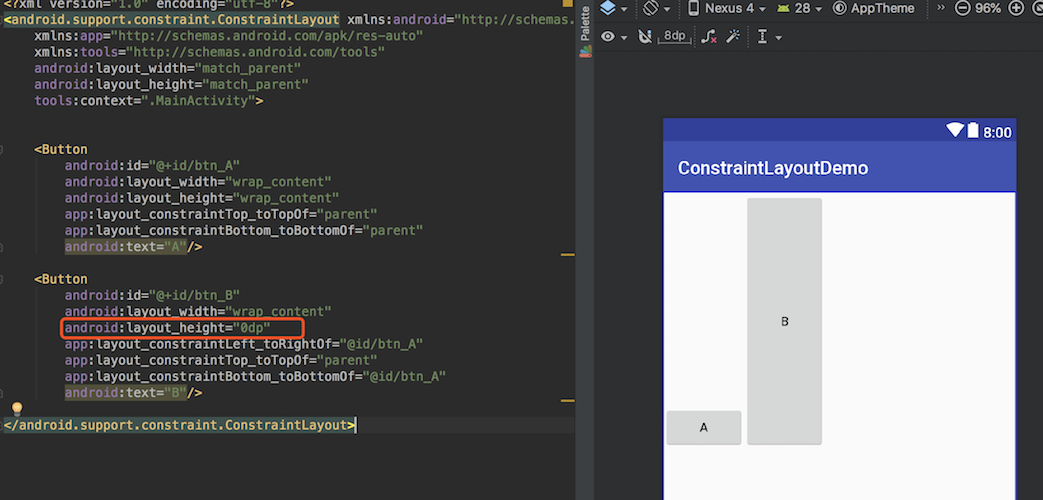 <?xml version="1.0" encoding="utf-8"?>
<android.support.constraint.ConstraintLayout xmlns:android="http://schemas.
xmlns:app="http://schemas.android.com/apk/res-auto"
xmlns:tools="http://schemas.android.com/tools"
android:layout_width="match_parent"
android:layout_height="match_parent"
tools:context=".MainActivity">
<Button
android:id="@+id/btn_A"
android:layout_width="wrap_content"
android:layout_height="wrap_content"
app:layout_constraintTop_toTopOf="parent"
app:layout_constraintBottom_toBottomOf="parent"
android:text="A"/>
<Button
android:id="@+id/btn_B"
android:layout_width="wrap_content"
android:layout_height="0dp"
app:layout_constraintLeft_toRightOf="@id/btn_A"
app:layout_constraintTop_toTopOf="parent"
app:layout_constraintBottom_toBottomOf="@id/btn_A"
android:text="B"/>
</android.support.constraint.ConstraintLayout>
Palette
Nexus 4
28
AppTheme
»
96%
8dp
8:00
ConstraintLayoutDemo
B
A